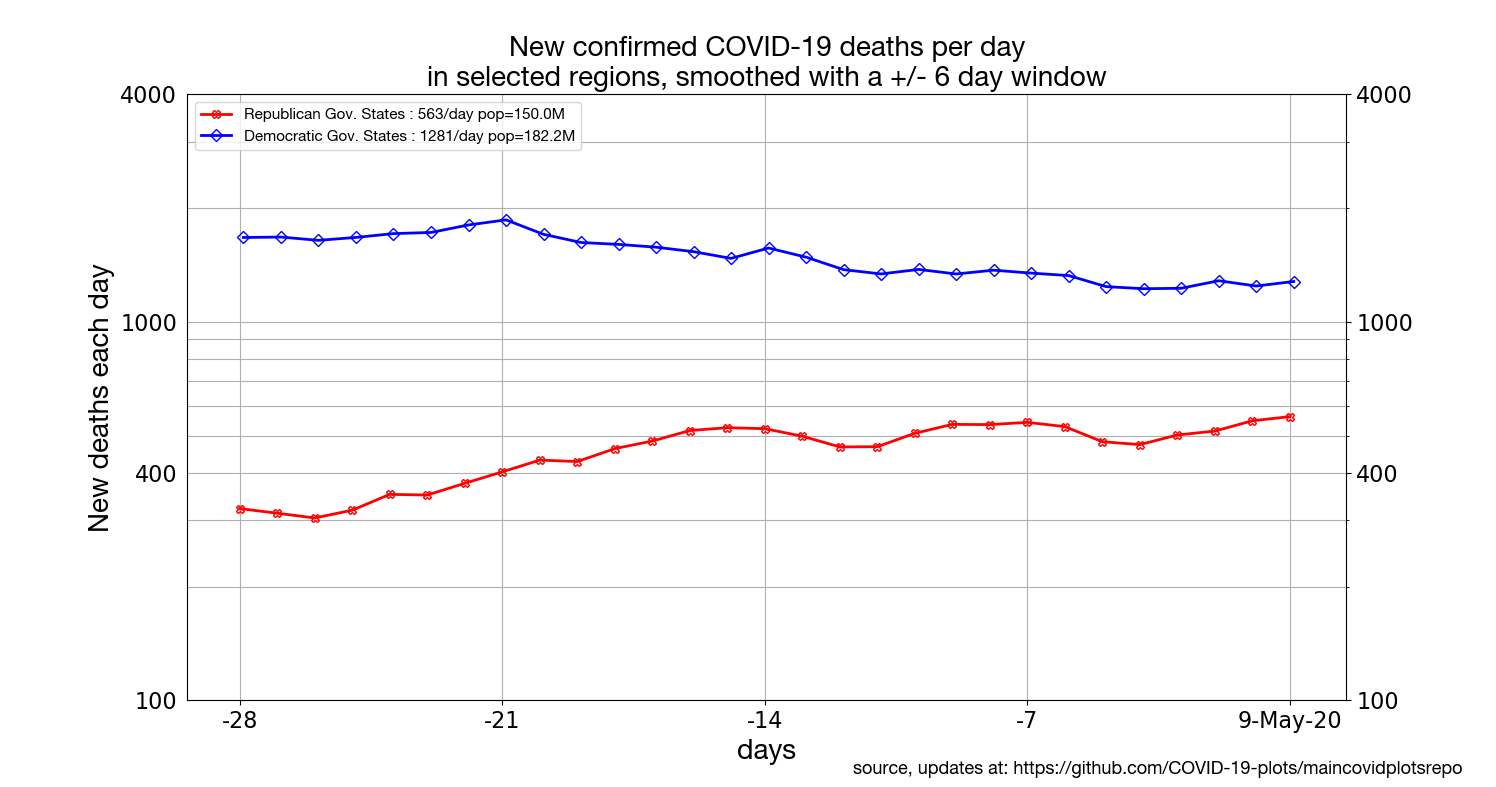 New confirmed COVID-19 deaths per day
in selected regions, smoothed with a +/- 6 day window
4000
4000
Republican Gov. States : 563/day pop=150.0M
Democratic Gov. States : 1281/day pop=182.2M
New deaths each day
1000
1000
400
400
100
100
-28
-21
-14
-7
9-May-20
days
source, updates at: https://github.com/COVID-19-plots/maincovidplotsrepo